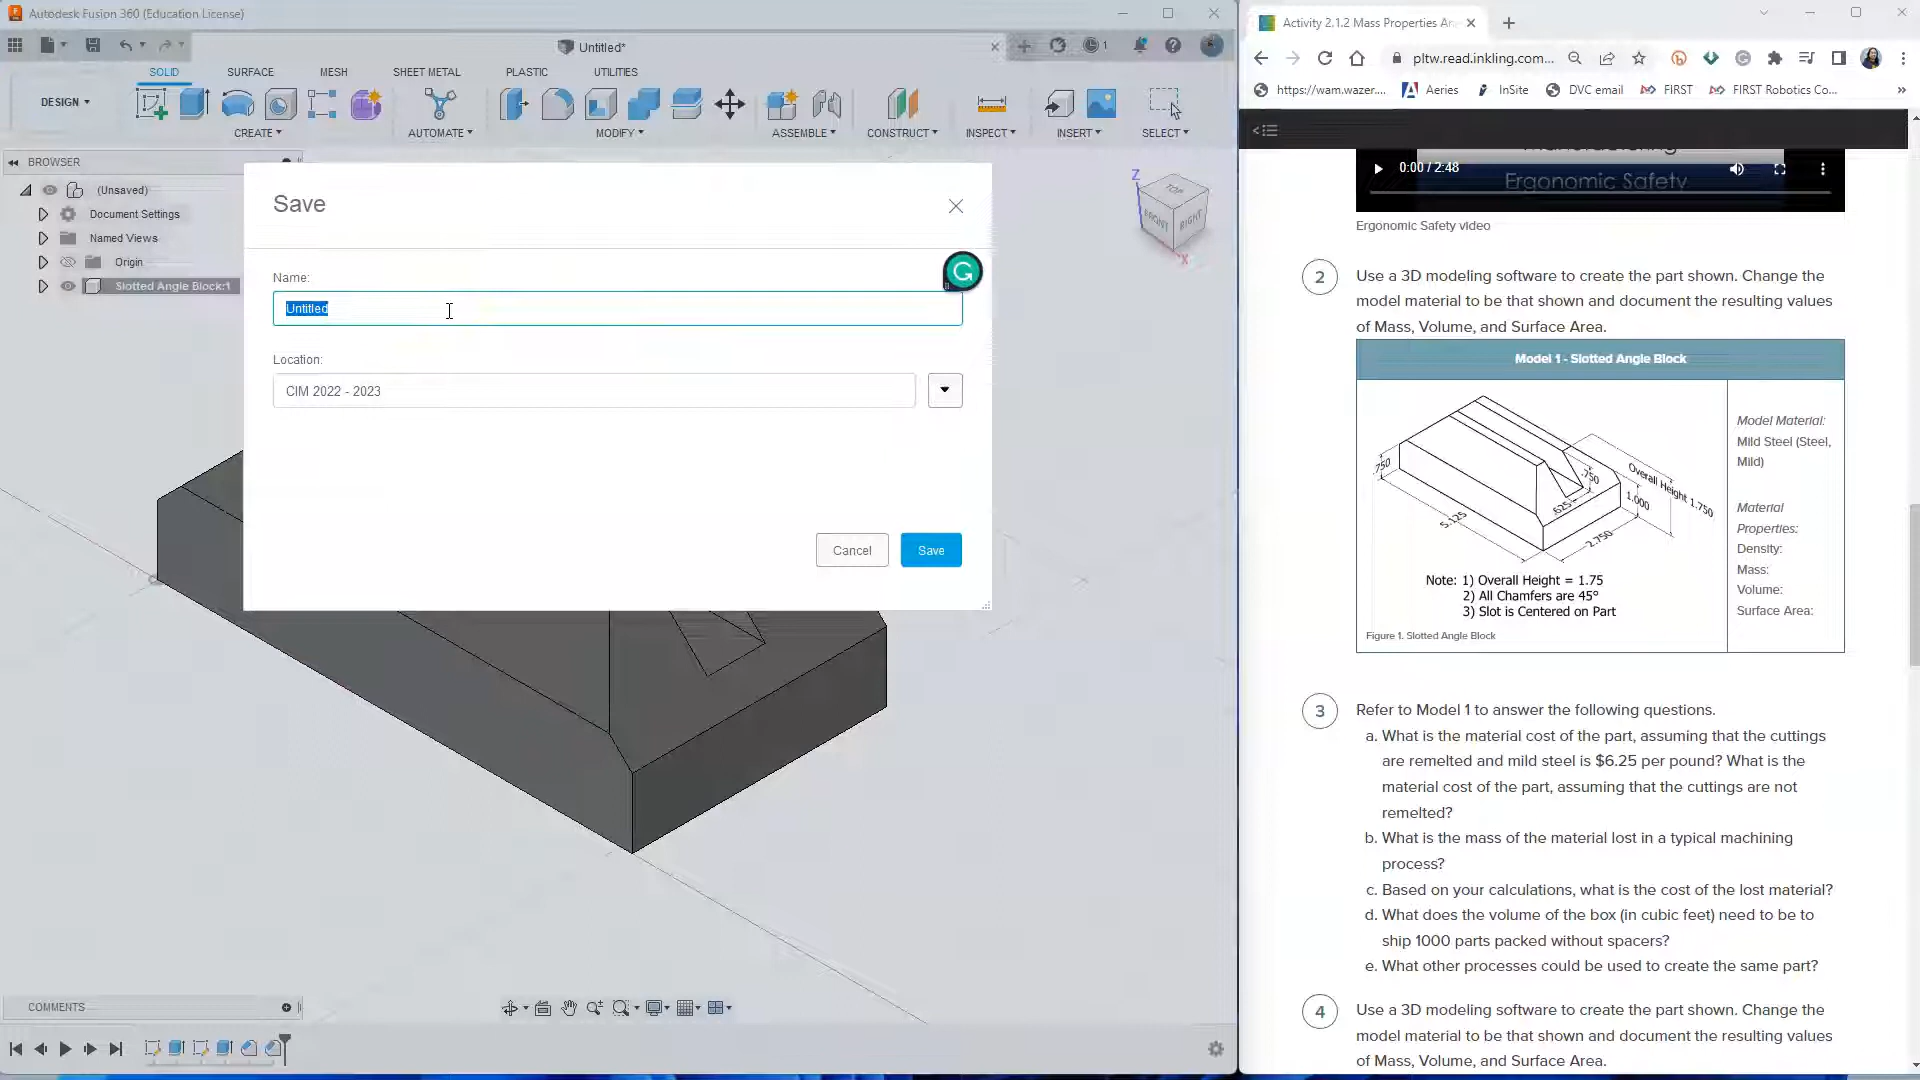 Autodesk Fusion 360 (Education License)
Untitled*
1
DESIGN
SOLID
SURFACE
MESH
SHEET METAL
PLASTIC
UTILITIES
CREATE
AUTOMATE
MODIFY
ASSEMBLE
CONSTRUCT
INSPECT
INSERT
SELECT
BROWSER
(Unsaved)
Document Settings
Named Views
Origin
Slotted Angle Block:1
Save
Name:
Untitled
Location:
CIM 2022 - 2023
Cancel
Save
Z
TOP
FRONT
RIGHT
X
COMMENTS
Activity 2.1.2 Mass Properties An
pltw.read.inkling.com...
https://wam.wazer....
Aeries
InSite
DVC email
FIRST
FIRST Robotics Co...
0:00 / 2:48
Ergonomic Safety
Ergonomic Safety video
2
Use a 3D modeling software to create the part shown. Change the
model material to be that shown and document the resulting values
of Mass, Volume, and Surface Area.
Model 1 - Slotted Angle Block
.750
5.125
.625
.750
2.750
1.000
Overall Height 1.750
Note: 1) Overall Height = 1.75
2) All Chamfers are 45°
3) Slot is Centered on Part
Figure 1. Slotted Angle Block
Model Material:
Mild Steel (Steel,
Mild)
Material
Properties:
Density:
Mass:
Volume:
Surface Area:
3
Refer to Model 1 to answer the following questions.
a. What is the material cost of the part, assuming that the cuttings
are remelted and mild steel is $6.25 per pound? What is the
material cost of the part, assuming that the cuttings are not
remelted?
b. What is the mass of the material lost in a typical machining
process?
c. Based on your calculations, what is the cost of the lost material?
d. What does the volume of the box (in cubic feet) need to be to
ship 1000 parts packed without spacers?
e. What other processes could be used to create the same part?
4
Use a 3D modeling software to create the part shown. Change the
model material to be that shown and document the resulting values
of Mass, Volume, and Surface Area.